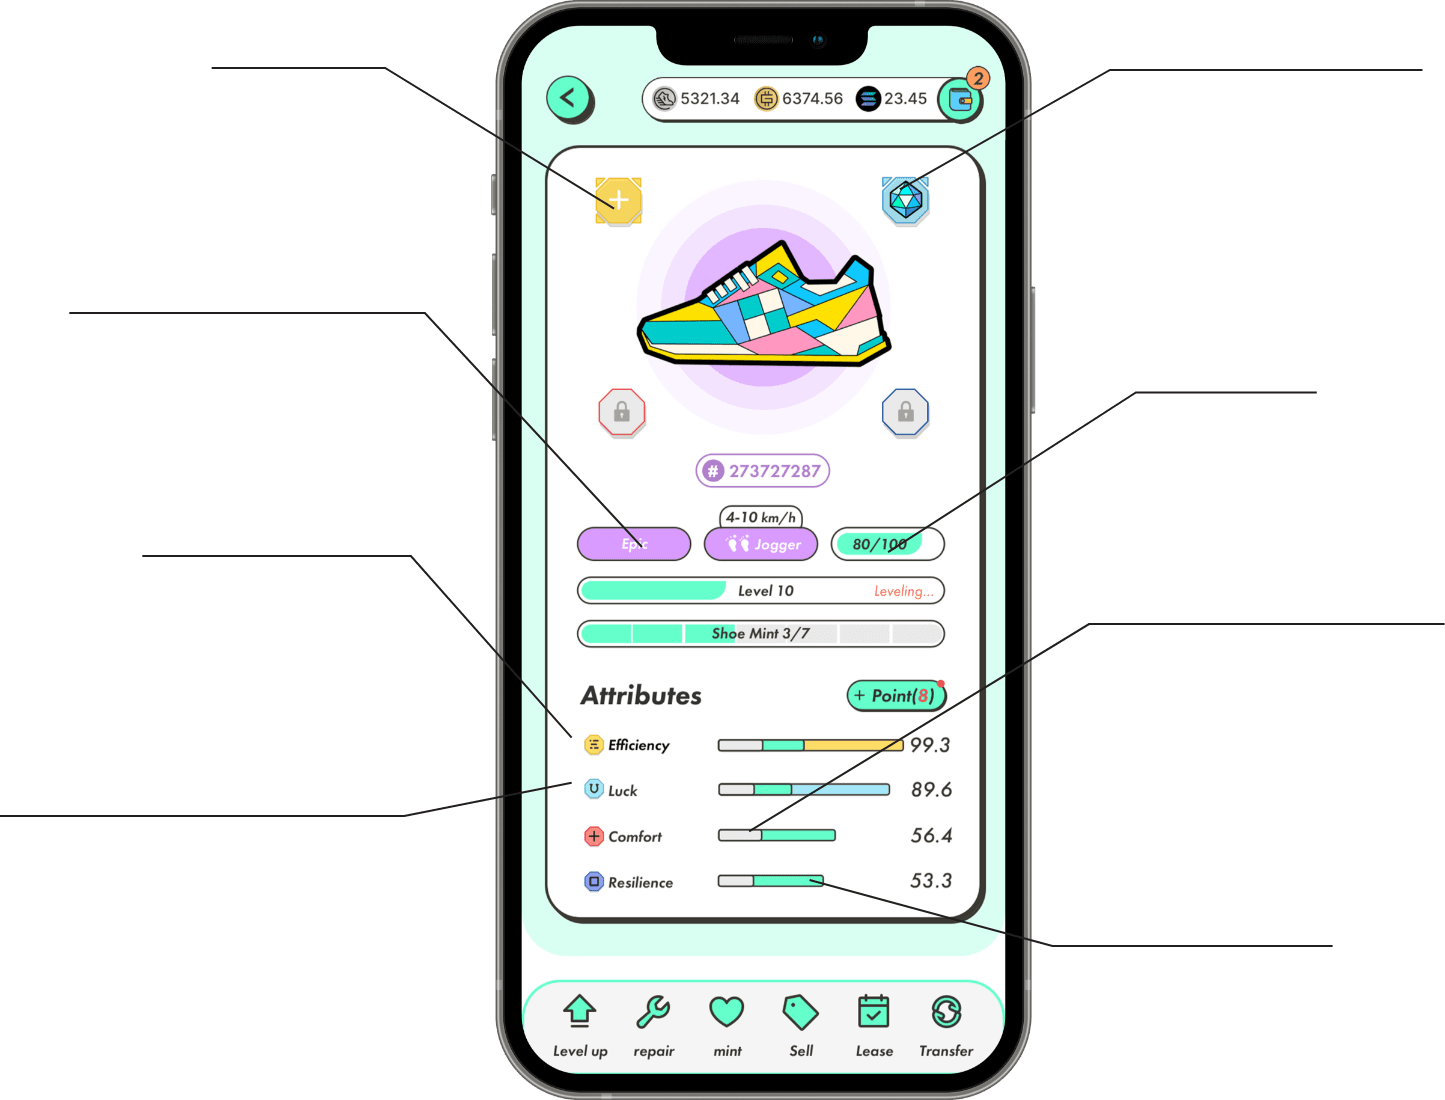 5321.34 6374.56 23.45 2
# 273727287
4-10 km/h
Epic Jogger 80/100
Level 10 Leveling...
Shoe Mint 3/7
Attributes + Point(8)
Efficiency 99.3
Luck 89.6
Comfort 56.4
Resilience 53.3
Level up repair mint Sell Lease Transfer